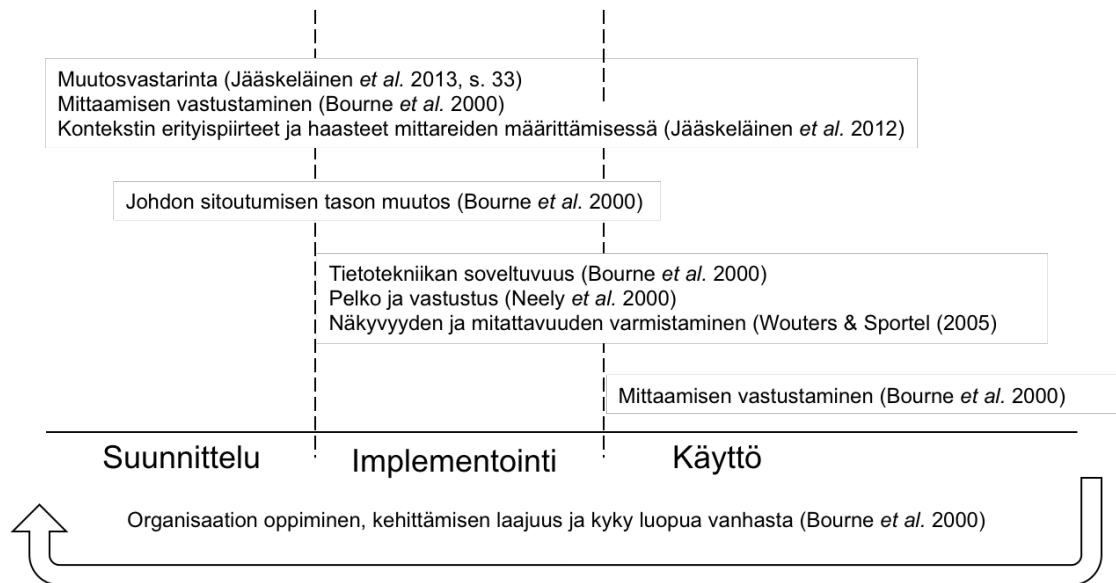 Muutosvastarinta (Jääskeläinen et al. 2013, s. 33)
Mittaamisen vastustaminen (Bourne et al. 2000)
Kontekstin erityispiirteet ja haasteet mittareiden määrittämisessä (Jääskeläinen et al. 2012)
Johdon sitoutumisen tason muutos (Bourne et al. 2000)
Tietotekniikan soveltuvuus (Bourne et al. 2000)
Pelko ja vastustus (Neely et al. 2000)
Näkyvyyden ja mitattavuuden varmistaminen (Wouters & Sportel (2005)
Mittaamisen vastustaminen (Bourne et al. 2000)
Suunnittelu
Implementointi
Käyttö
Organisaation oppiminen, kehittämisen laajuus ja kyky luopua vanhasta (Bourne et al. 2000)